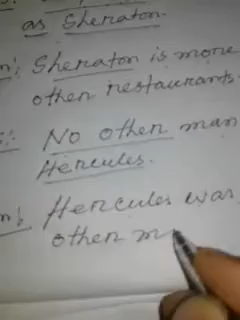 as Sheraton.
n: Sheraton is more
other restaurants.
s: No other man
Hercules.
n: Hercules was
other m